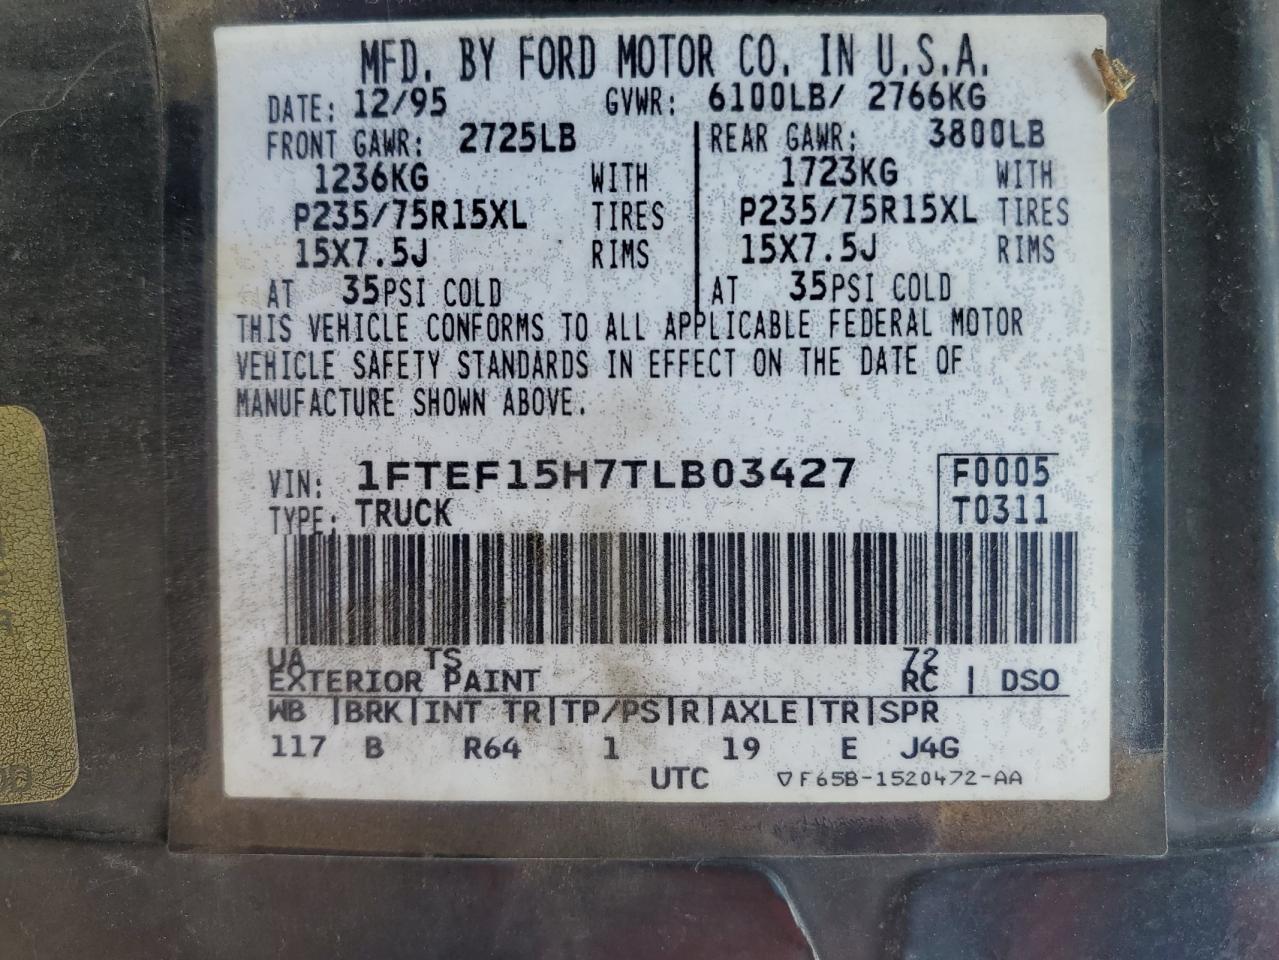 MFD. BY FORD MOTOR CO. IN U.S.A.
DATE: 12/95 GVWR: 6100LB/ 2766KG
FRONT GAWR: 2725LB REAR GAWR: 3800LB
1236KG WITH 1723KG WITH
P235/75R15XL TIRES P235/75R15XL TIRES
15X7.5J RIMS 15X7.5J RIMS
AT 35PSI COLD AT 35PSI COLD
THIS VEHICLE CONFORMS TO ALL APPLICABLE FEDERAL MOTOR
VEHICLE SAFETY STANDARDS IN EFFECT ON THE DATE OF
MANUFACTURE SHOWN ABOVE.
VIN: 1FTEF15H7TLB03427 F0005
TYPE: TRUCK T0311
UA TS 72
EXTERIOR PAINT RC | DSO
WB |BRK|INT TR|TP/PS|R|AXLE|TR|SPR
117 B R64 1 19 E J4G
UTC ▽F65B-1520472-AA